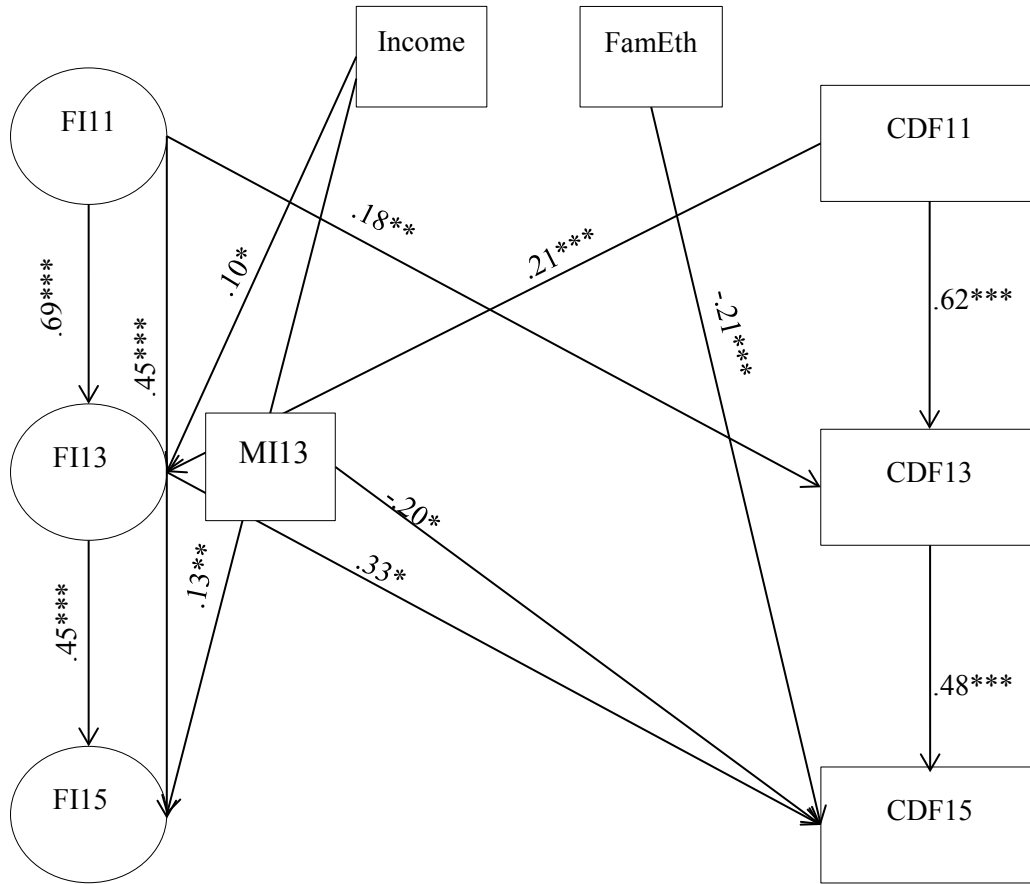 Income
FamEth
FI11
CDF11
.18**
.21***
.10*
.69***
.45***
-.21***
.62***
FI13
MI13
CDF13
-.20*
.33*
.13**
.45***
.48***
FI15
CDF15